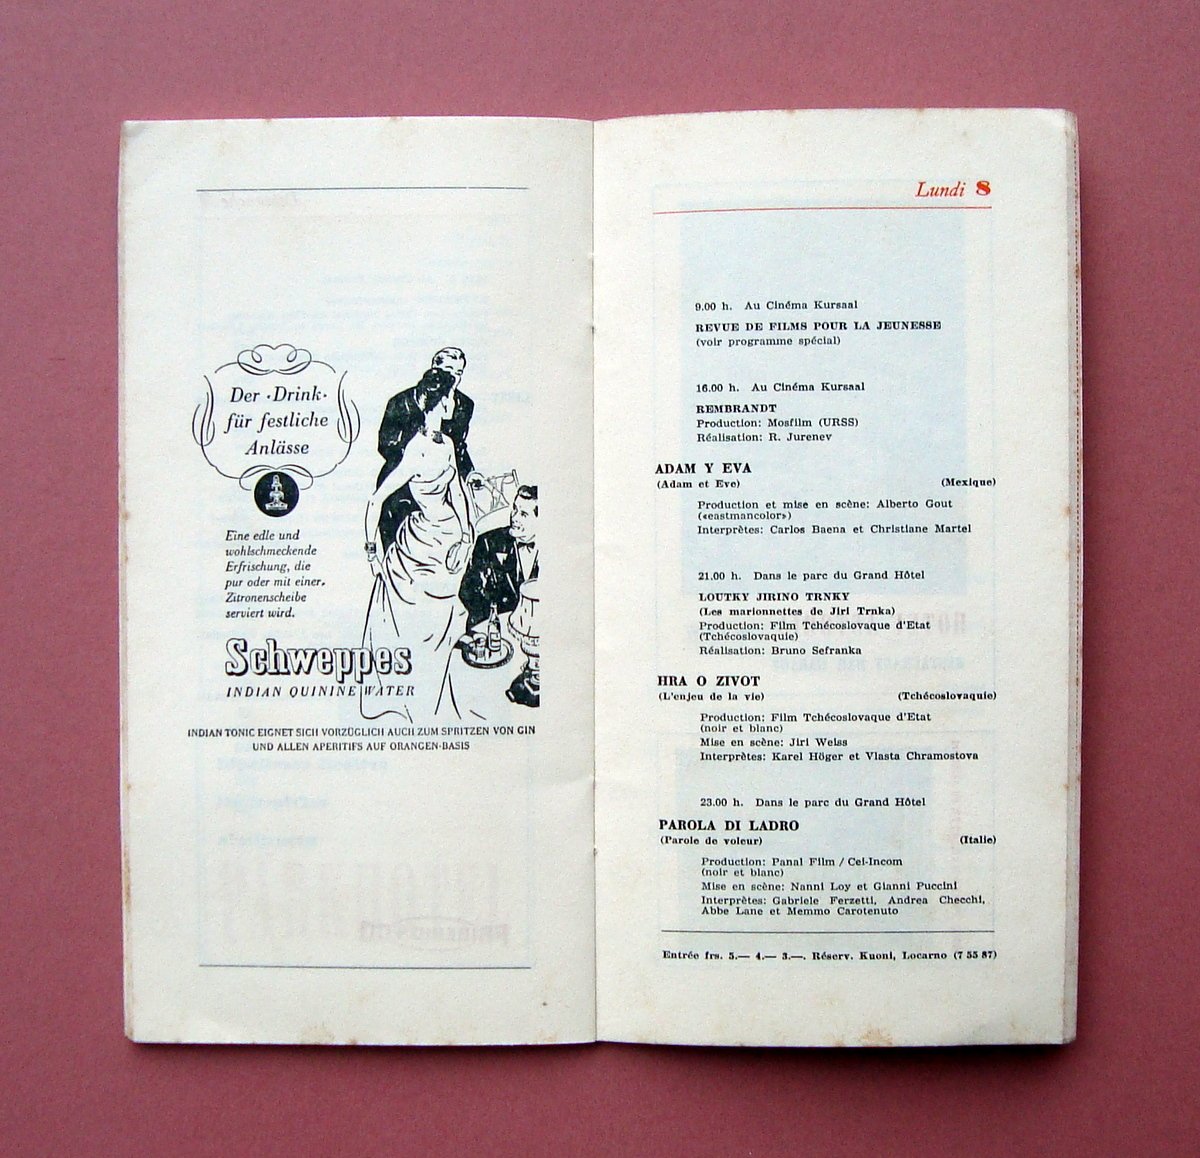 Der ·Drink·
für festliche
Anlässe
Eine edle und
wohlschmeckende
Erfrischung, die
pur oder mit einer
Zitronenscheibe
serviert wird.
Schweppes
INDIAN QUININE WATER
INDIAN TONIC EIGNET SICH VORZÜGLICH AUCH ZUM SPRITZEN VON GIN
UND ALLEN APERITIFS AUF ORANGEN-BASIS
Lundi 8
9.00 h. Au Cinéma Kursaal
REVUE DE FILMS POUR LA JEUNESSE
(voir programme spécial)
16.00 h. Au Cinéma Kursaal
REMBRANDT
Production: Mosfilm (URSS)
Réalisation: R. Jurenev
ADAM Y EVA
(Adam et Eve) (Mexique)
Production et mise en scène: Alberto Gout
(«eastmancolor»)
Interprètes: Carlos Baena et Christiane Martel
21.00 h. Dans le parc du Grand Hôtel
LOUTKY JIRINO TRNKY
(Les marionnettes de Jiri Trnka)
Production: Film Tchécoslovaque d'Etat
(Tchécoslovaquie)
Réalisation: Bruno Sefranka
HRA O ZIVOT
(L'enjeu de la vie) (Tchécoslovaquie)
Production: Film Tchécoslovaque d'Etat
(noir et blanc)
Mise en scène: Jiri Weiss
Interprètes: Karel Höger et Vlasta Chramostova
23.00 h. Dans le parc du Grand Hôtel
PAROLA DI LADRO
(Parole de voleur) (Italie)
Production: Panal Film / Cei-Incom
(noir et blanc)
Mise en scène: Nanni Loy et Gianni Puccini
Interprètes: Gabriele Ferzetti, Andrea Checchi,
Abbe Lane et Memmo Carotenuto
Entrée frs. 5.— 4.— 3.—. Réserv. Kuoni, Locarno (7 55 87)